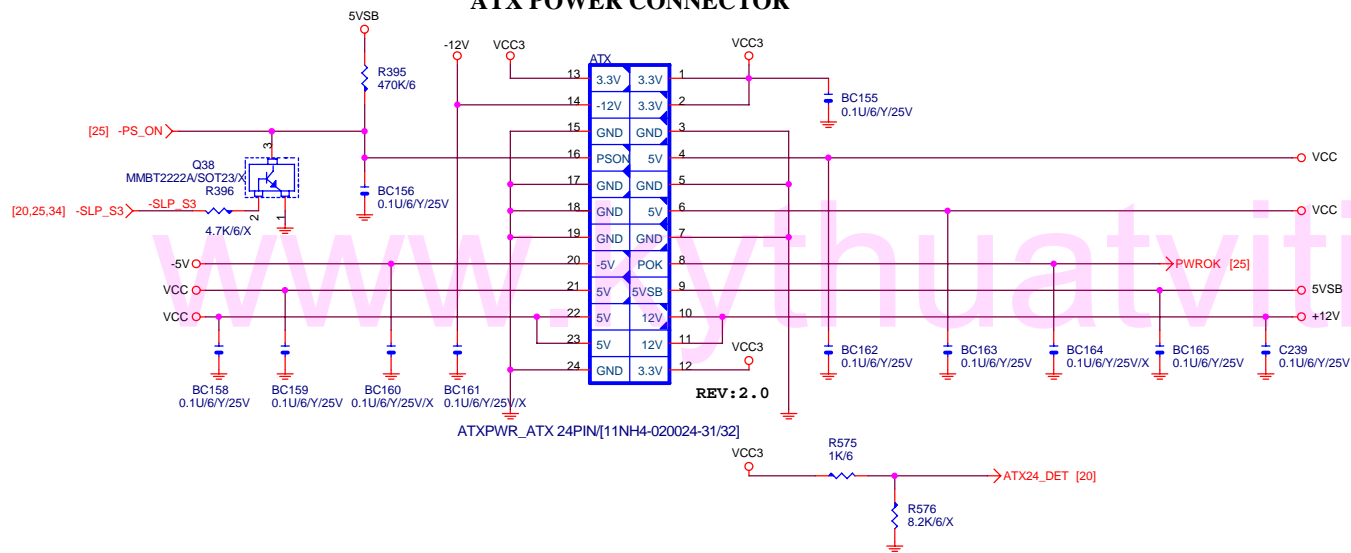 ATX POWER CONNECTOR
5VSB
-12V
VCC3
VCC3
R395
470K/6
ATX
13 3.3V 3.3V 1
14 -12V 3.3V 2
15 GND GND 3
16 PSON 5V 4
17 GND GND 5
18 GND 5V 6
19 GND GND 7
20 -5V POK 8
21 5V 5VSB 9
22 5V 12V 10
23 5V 12V 11
24 GND 3.3V 12
BC155
0.1U/6/Y/25V
[25] -PS_ON
3
Q38
MMBT2222A/SOT23/X
R396
[20,25,34] -SLP_S3
-SLP_S3
4.7K/6/X
2
1
BC156
0.1U/6/Y/25V
VCC
VCC
www.kythuatviti
-5V
VCC
VCC
PWROK [25]
5VSB
+12V
BC158
0.1U/6/Y/25V
BC159
0.1U/6/Y/25V
BC160
0.1U/6/Y/25V/X
BC161
0.1U/6/Y/25V/X
VCC3
BC162
0.1U/6/Y/25V
BC163
0.1U/6/Y/25V
BC164
0.1U/6/Y/25V/X
BC165
0.1U/6/Y/25V
C239
0.1U/6/Y/25V
REV:2.0
ATXPWR_ATX 24PIN/[11NH4-020024-31/32]
VCC3
R575
1K/6
ATX24_DET [20]
R576
8.2K/6/X